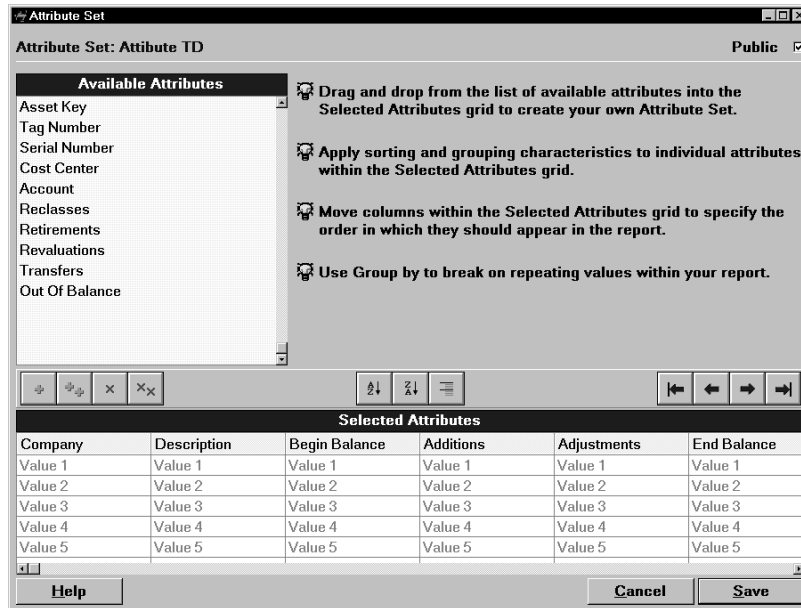 Attribute Set
Attribute Set: Attibute TD
Public
Available Attributes
Asset Key
Tag Number
Serial Number
Cost Center
Account
Reclasses
Retirements
Revaluations
Transfers
Out Of Balance
Drag and drop from the list of available attributes into the
Selected Attributes grid to create your own Attribute Set.
Apply sorting and grouping characteristics to individual attributes
within the Selected Attributes grid.
Move columns within the Selected Attributes grid to specify the
order in which they should appear in the report.
Use Group by to break on repeating values within your report.
A Z
Z A
Selected Attributes
Company Description Begin Balance Additions Adjustments End Balance
Value 1 Value 1 Value 1 Value 1 Value 1 Value 1
Value 2 Value 2 Value 2 Value 2 Value 2 Value 2
Value 3 Value 3 Value 3 Value 3 Value 3 Value 3
Value 4 Value 4 Value 4 Value 4 Value 4 Value 4
Value 5 Value 5 Value 5 Value 5 Value 5 Value 5
Help Cancel Save